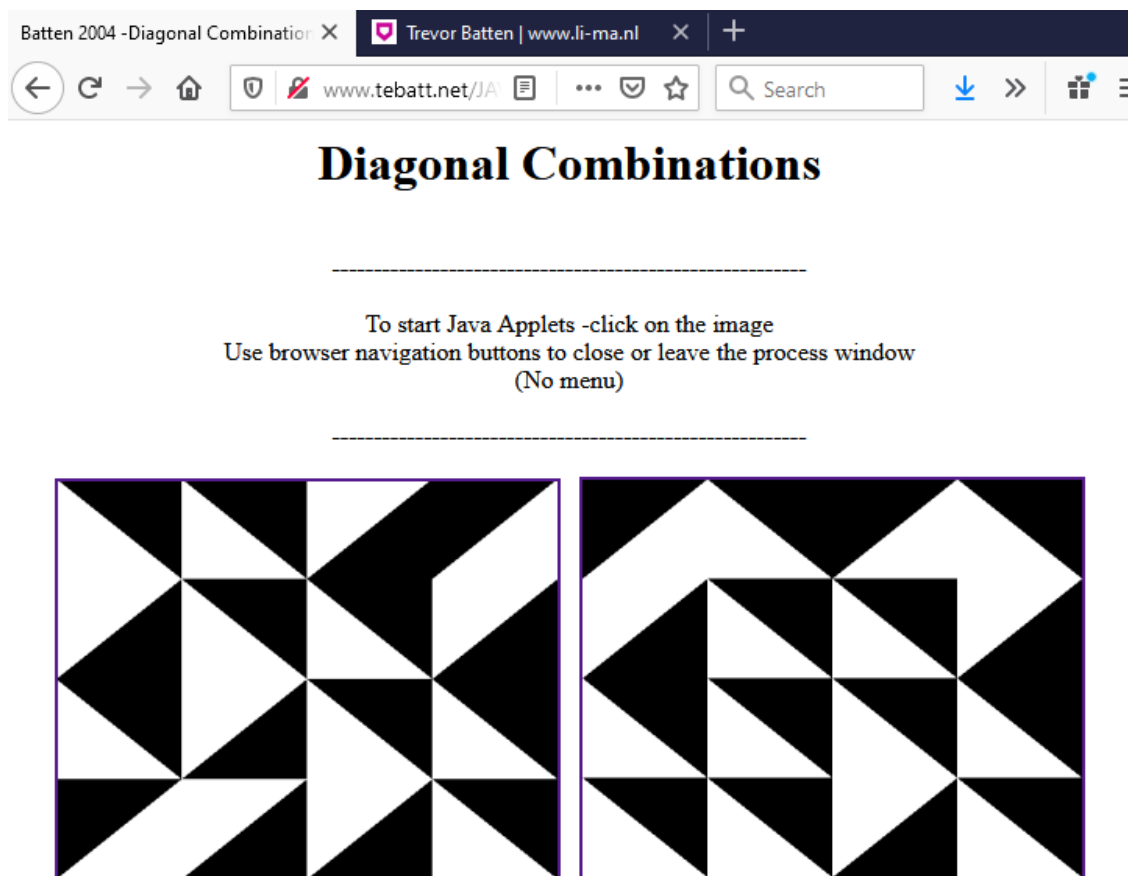 Batten 2004 -Diagonal Combination
Trevor Batten | www.li-ma.nl
www.tebatt.net/JA
Search
Diagonal Combinations
---------------------------------------------------------
To start Java Applets -click on the image
Use browser navigation buttons to close or leave the process window
(No menu)
---------------------------------------------------------